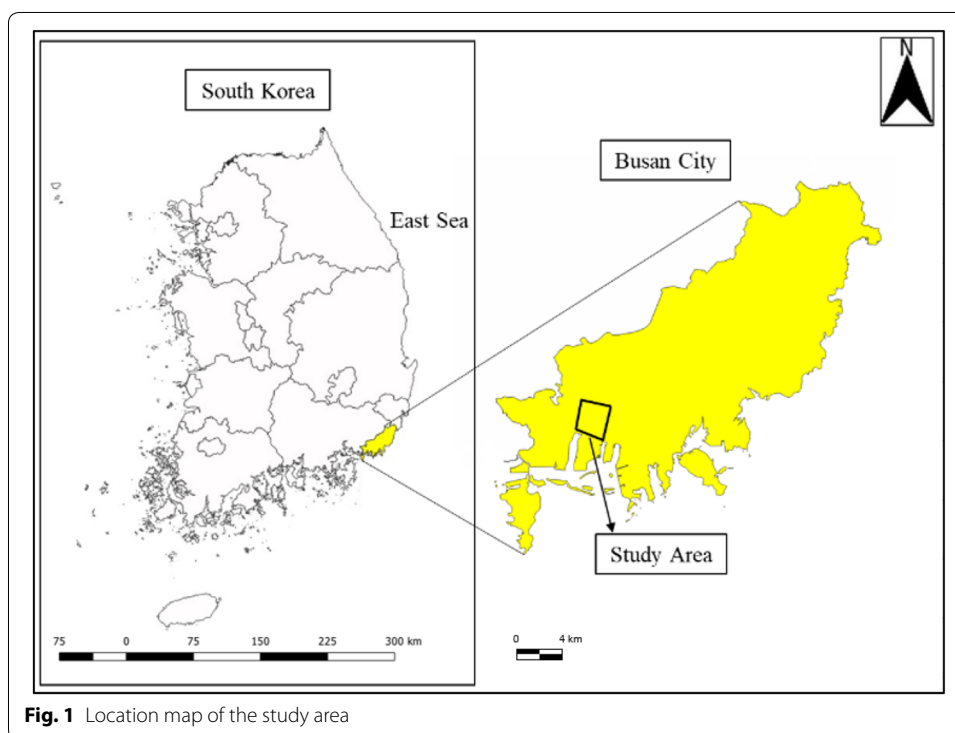 South Korea
East Sea
75 0 75 150 225 300 km
N
Busan City
Study Area
0 4 km
Fig. 1 Location map of the study area